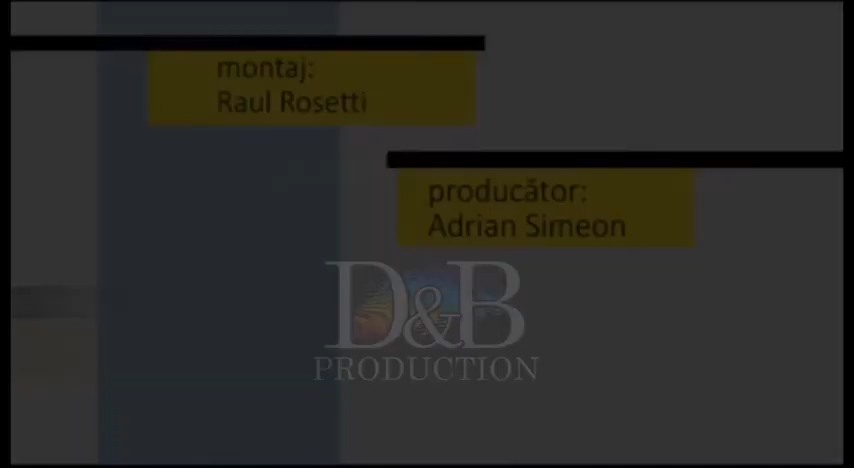 montaj:
Raul Rosetti
producător:
Adrian Simeon
D&B
PRODUCTION